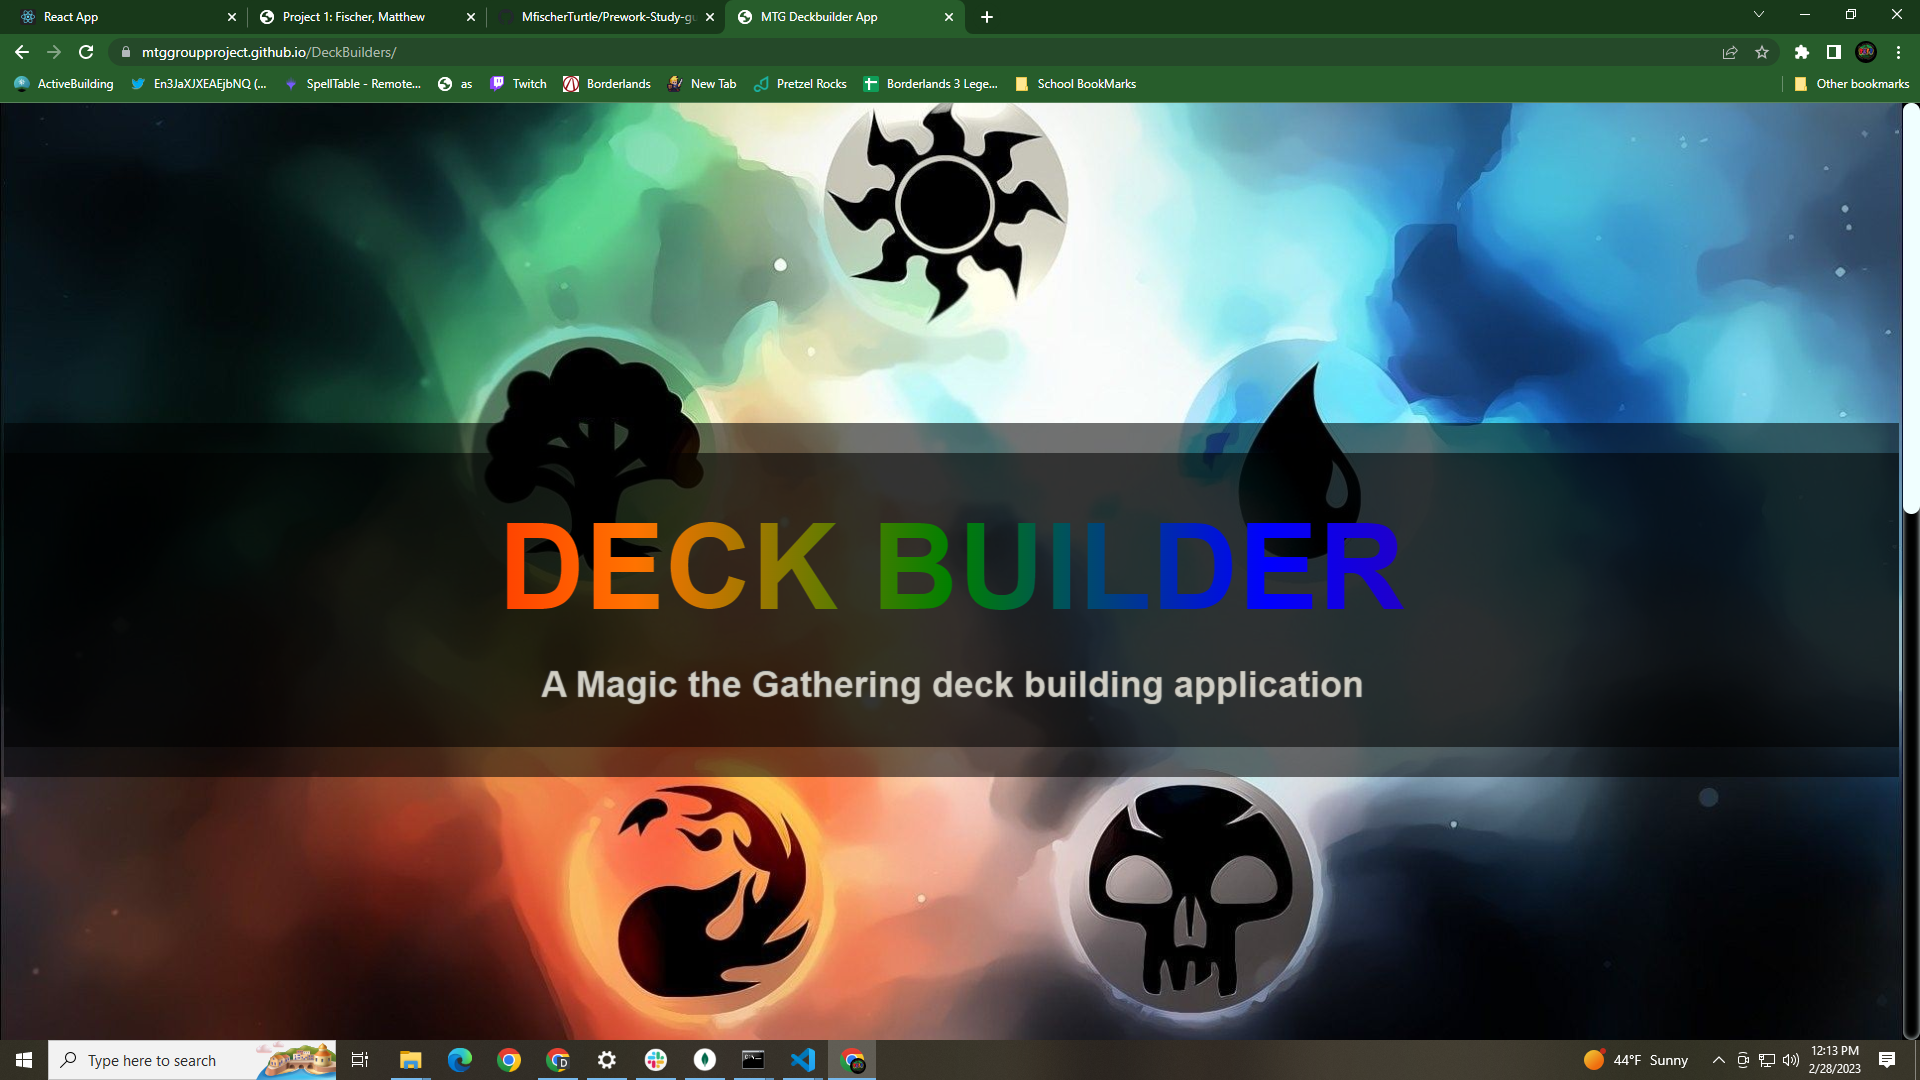 React App
Project 1: Fischer, Matthew
MfischerTurtle/Prework-Study-gu
MTG Deckbuilder App
mtggroupproject.github.io/DeckBuilders/
ActiveBuilding
En3JaXJXEAEjbNQ (...
SpellTable - Remote...
as
Twitch
Borderlands
New Tab
Pretzel Rocks
Borderlands 3 Lege...
School BookMarks
Other bookmarks
DECK BUILDER
A Magic the Gathering deck building application
Type here to search
44°F Sunny
12:13 PM
2/28/2023